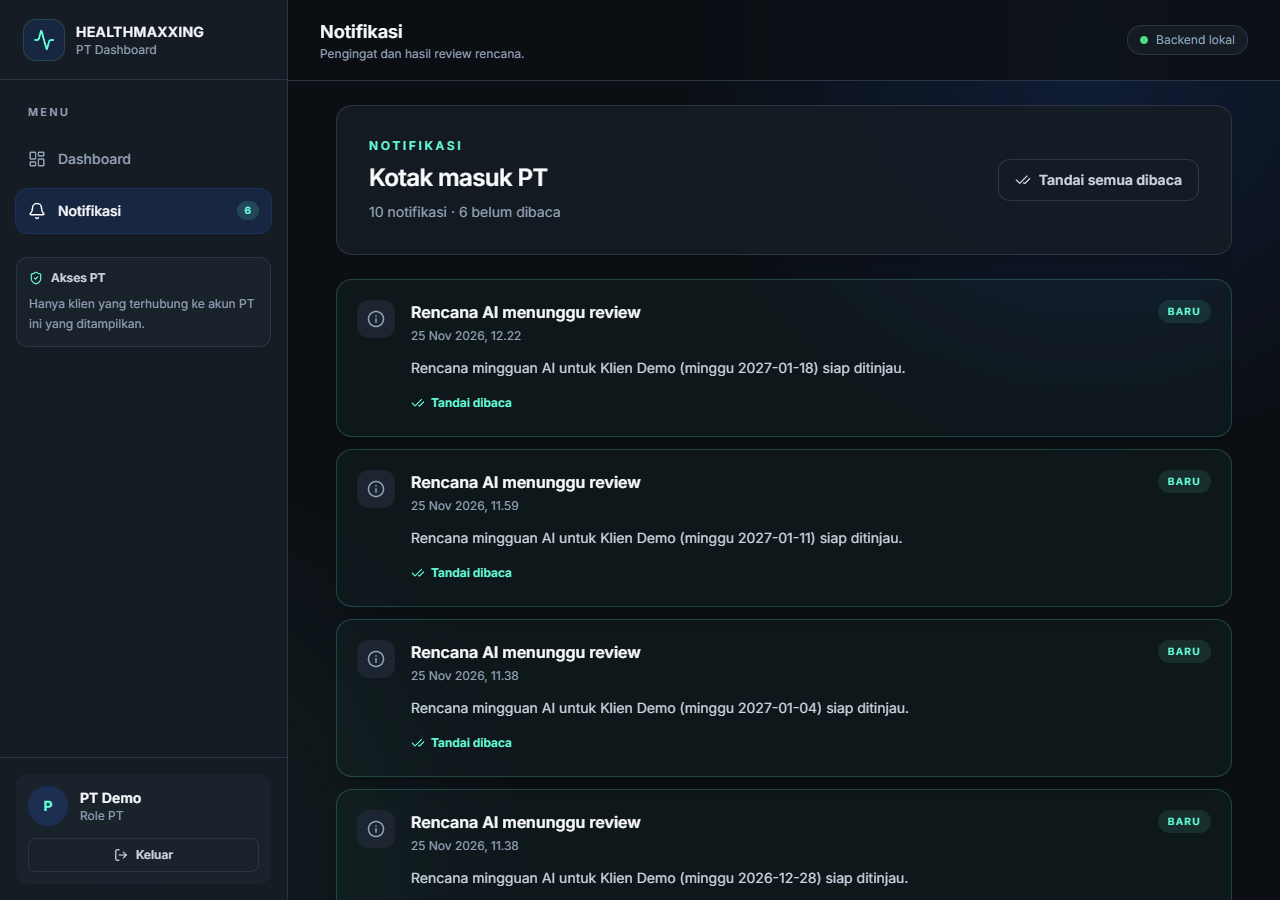 HEALTHMAXXING
PT Dashboard
MENU
Dashboard
Notifikasi
6
Akses PT
Hanya klien yang terhubung ke akun PT
ini yang ditampilkan.
P
PT Demo
Role PT
Keluar
Notifikasi
Pengingat dan hasil review rencana.
Backend lokal
NOTIFIKASI
Kotak masuk PT
10 notifikasi · 6 belum dibaca
Tandai semua dibaca
Rencana AI menunggu review
BARU
25 Nov 2026, 12.22
Rencana mingguan AI untuk Klien Demo (minggu 2027-01-18) siap ditinjau.
Tandai dibaca
Rencana AI menunggu review
BARU
25 Nov 2026, 11.59
Rencana mingguan AI untuk Klien Demo (minggu 2027-01-11) siap ditinjau.
Tandai dibaca
Rencana AI menunggu review
BARU
25 Nov 2026, 11.38
Rencana mingguan AI untuk Klien Demo (minggu 2027-01-04) siap ditinjau.
Tandai dibaca
Rencana AI menunggu review
BARU
25 Nov 2026, 11.38
Rencana mingguan AI untuk Klien Demo (minggu 2026-12-28) siap ditinjau.